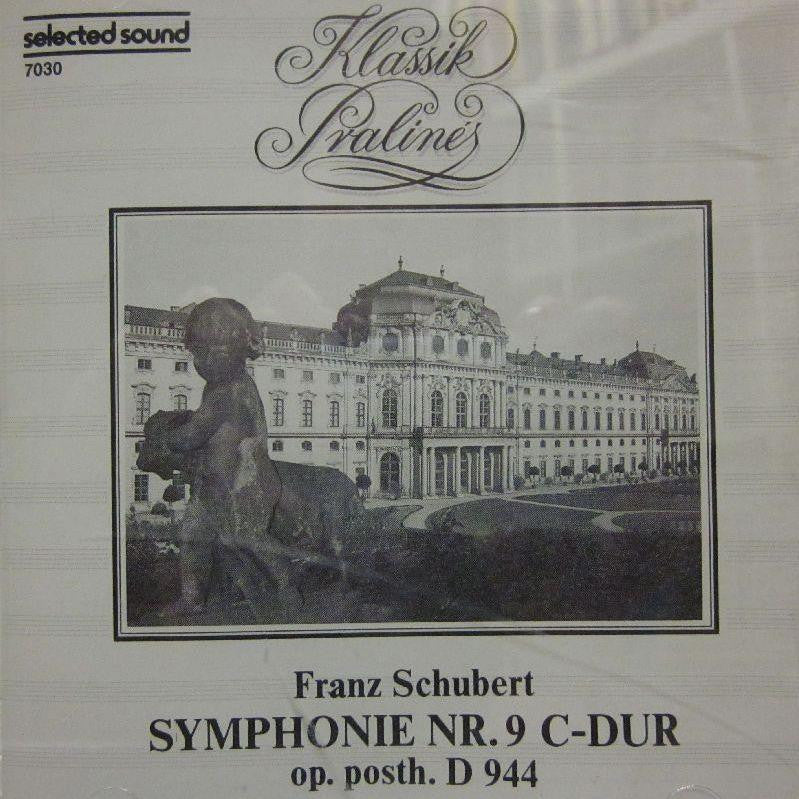 selected sound
7030
Klassik
Pralinés
Franz Schubert
SYMPHONIE NR. 9 C-DUR
op. posth. D 944